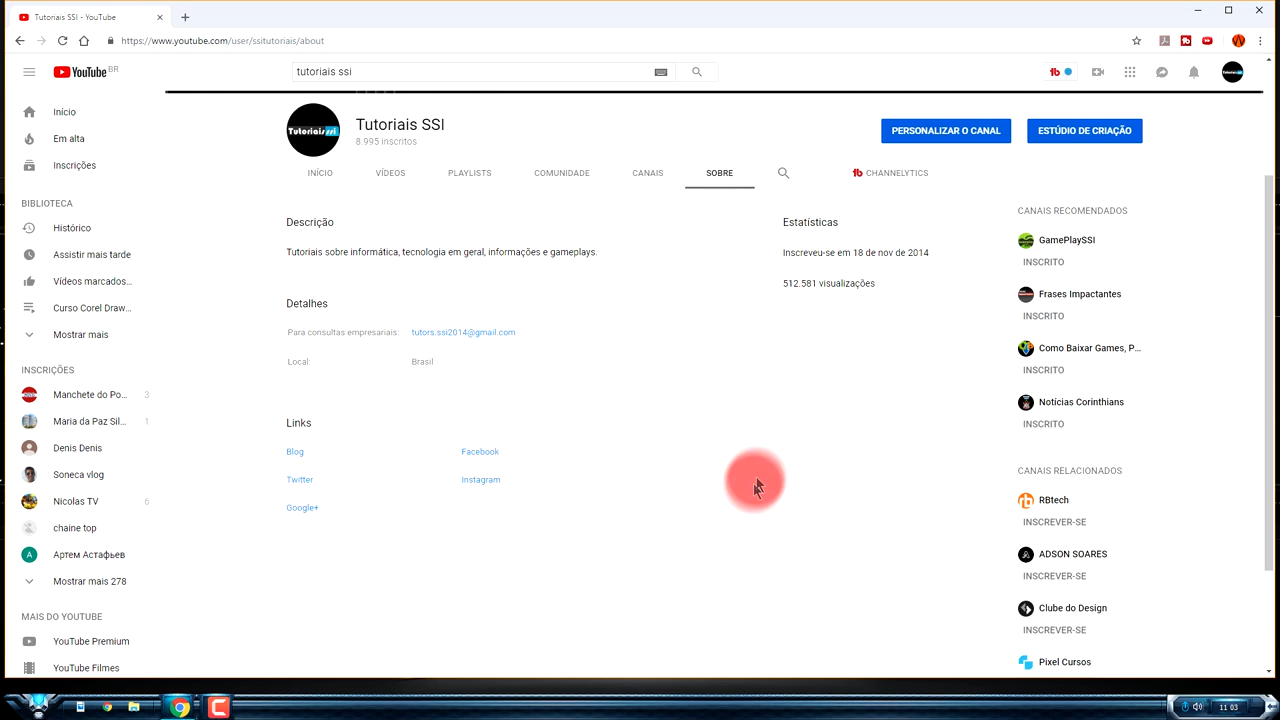 Tutoriais SSI - YouTube
https://www.youtube.com/user/ssitutoriais/about
YouTube BR
tutoriais ssi
Início
Em alta
Inscrições
BIBLIOTECA
Histórico
Assistir mais tarde
Vídeos marcados...
Curso Corel Draw...
Mostrar mais
INSCRIÇÕES
Manchete do Po... 3
Maria da Paz Sil... 1
Denis Denis
Soneca vlog
Nicolas TV 6
chaine top
А Артем Астафьев
Mostrar mais 278
MAIS DO YOUTUBE
YouTube Premium
YouTube Filmes
Tutoriais ssi
Tutoriais SSI
8.995 inscritos
PERSONALIZAR O CANAL
ESTÚDIO DE CRIAÇÃO
INÍCIO
VÍDEOS
PLAYLISTS
COMUNIDADE
CANAIS
SOBRE
CHANNELYTICS
Descrição
Tutoriais sobre informática, tecnologia em geral, informações e gameplays.
Detalhes
Para consultas empresariais: tutors.ssi2014@gmail.com
Local: Brasil
Links
Blog Facebook
Twitter Instagram
Google+
Estatísticas
Inscreveu-se em 18 de nov de 2014
512.581 visualizações
CANAIS RECOMENDADOS
GamePlaySSI
INSCRITO
Frases Impactantes
INSCRITO
Como Baixar Games, P...
INSCRITO
Notícias Corinthians
INSCRITO
CANAIS RELACIONADOS
RBtech
INSCREVER-SE
ADSON SOARES
INSCREVER-SE
Clube do Design
INSCREVER-SE
Pixel Cursos
11 03